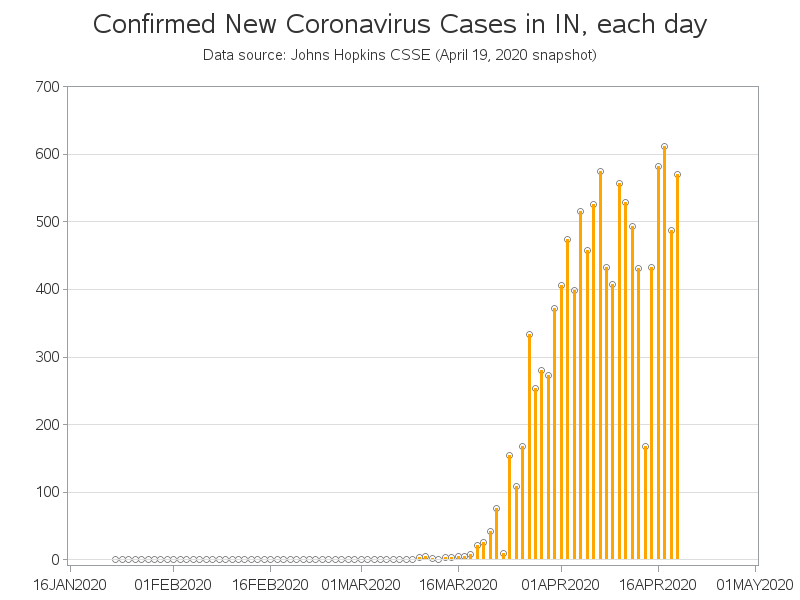 Confirmed New Coronavirus Cases in IN, each day
Data source: Johns Hopkins CSSE (April 19, 2020 snapshot)
700
600
500
400
300
200
100
0
16JAN2020 01FEB2020 16FEB2020 01MAR2020 16MAR2020 01APR2020 16APR2020 01MAY2020